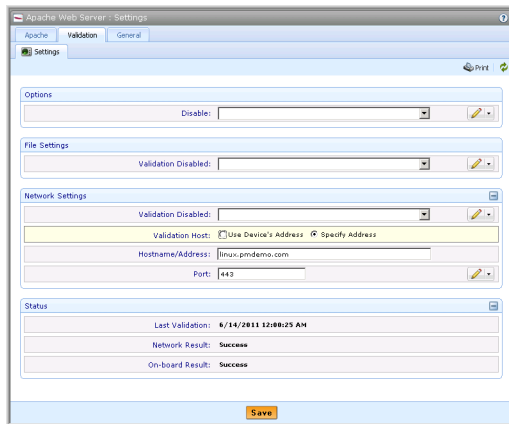 Apache Web Server : Settings
Apache Validation General
Settings
Print
Options
Disable:
File Settings
Validation Disabled:
Network Settings
Validation Disabled:
Validation Host: Use Device's Address Specify Address
Hostname/Address: linux.pmdemo.com
Port: 443
Status
Last Validation: 6/14/2011 12:00:25 AM
Network Result: Success
On-board Result: Success
Save